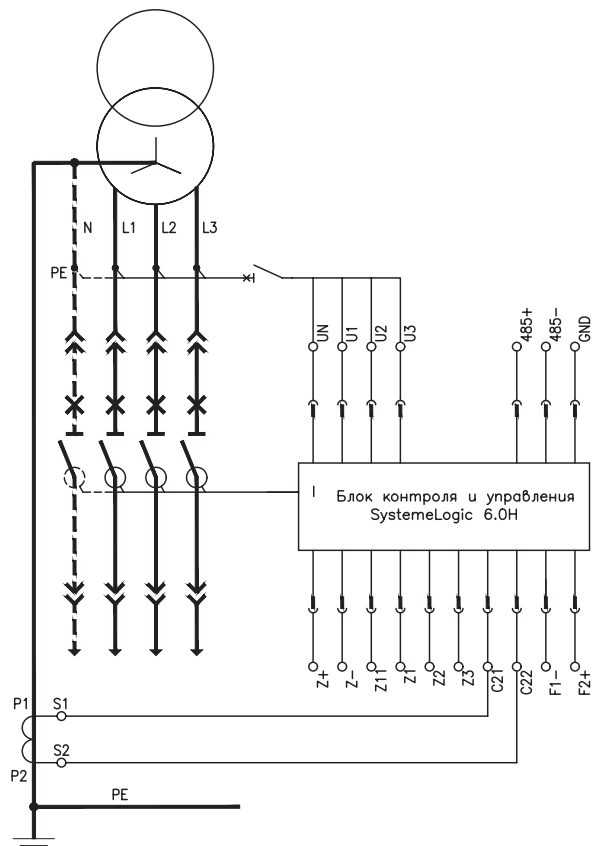 N
L1
L2
L3
PE
UN
U1
U2
U3
485+
485-
GND
I
Блок контроля и управления
SystemeLogic 6.0H
Z+
Z-
Z11
Z1
Z2
Z3
C21
C22
F1-
F2+
P1
S1
S2
P2
PE